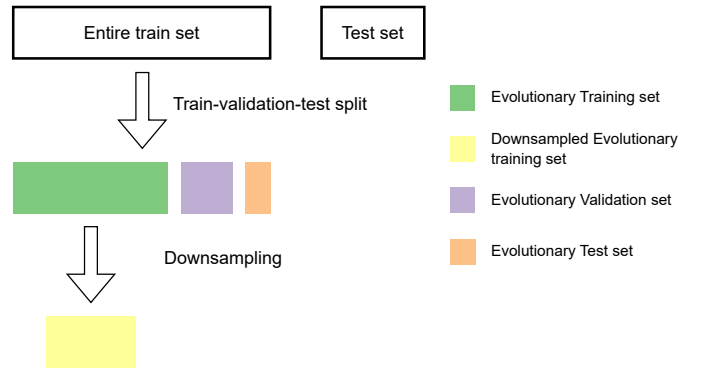 Entire train set
Test set
Train-validation-test split
Downsampling
Evolutionary Training set
Downsampled Evolutionary
training set
Evolutionary Validation set
Evolutionary Test set